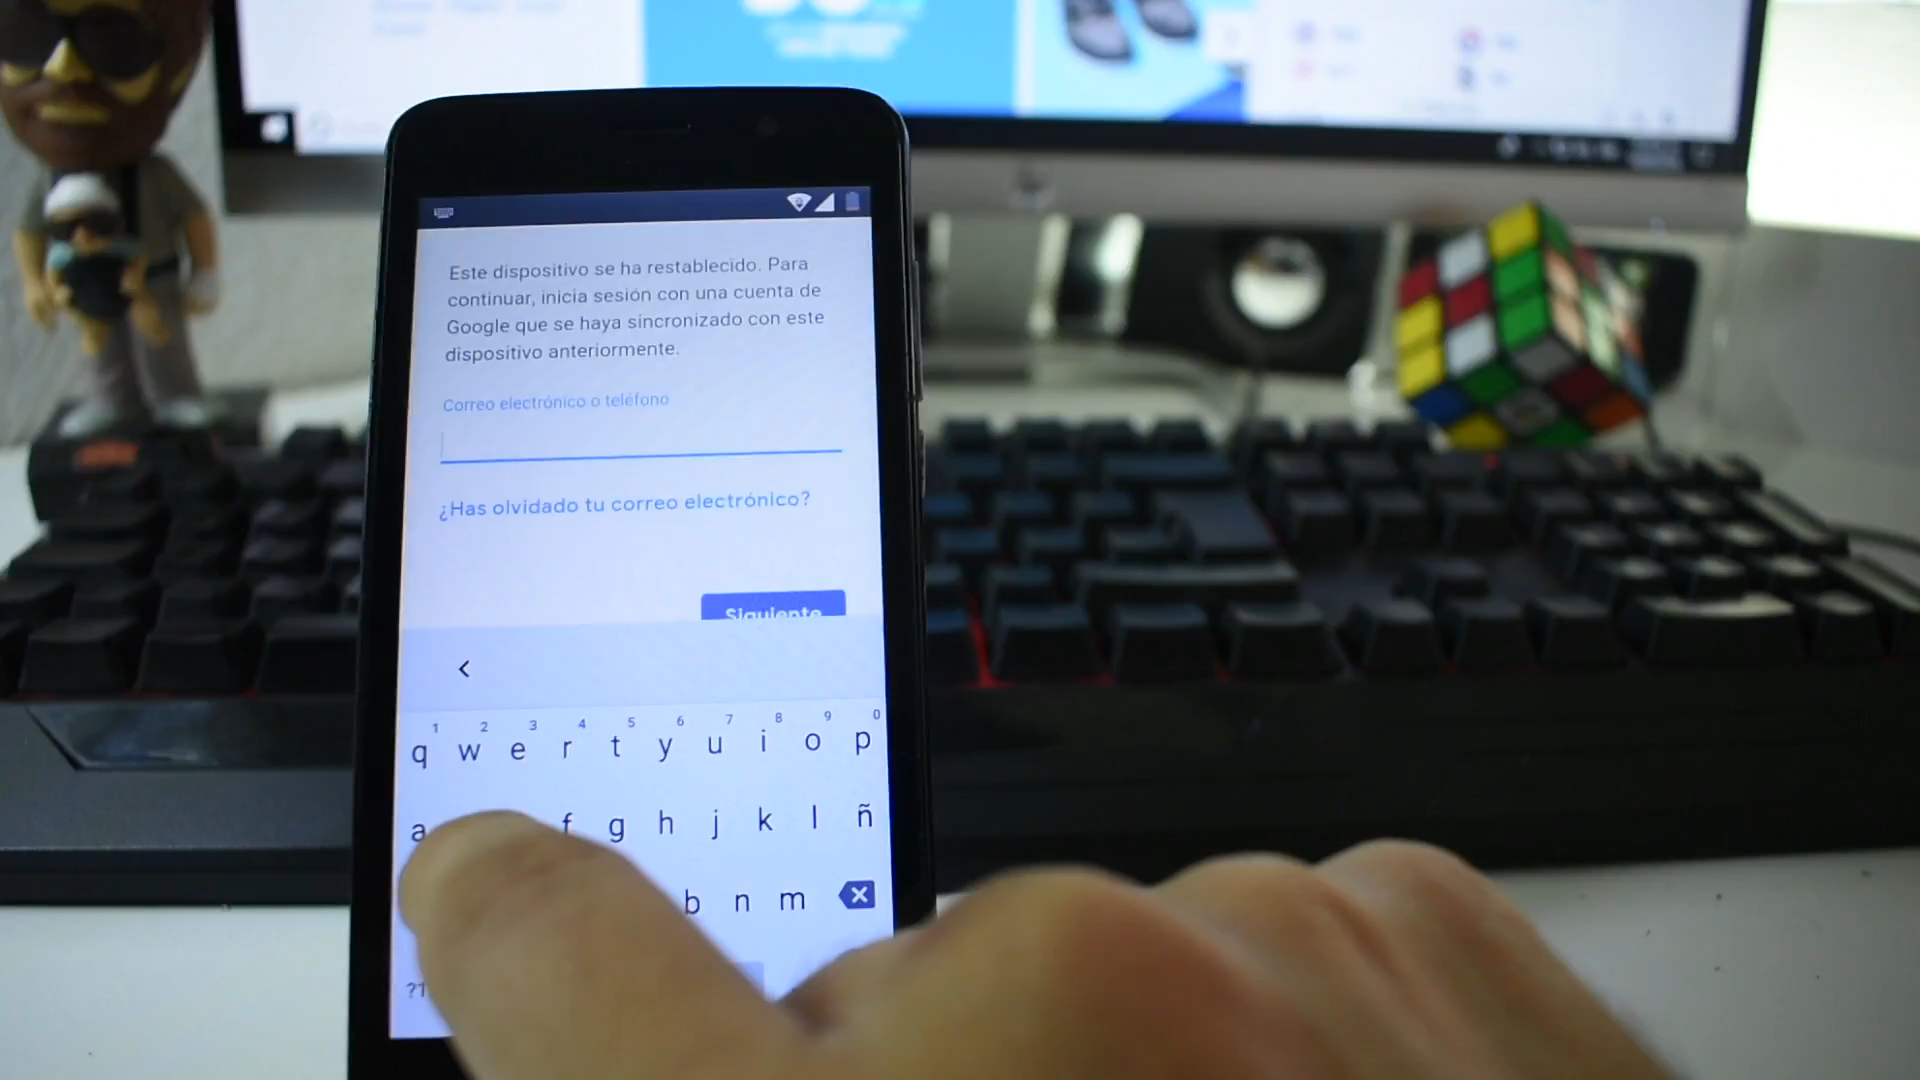 Este dispositivo se ha restablecido. Para
continuar, inicia sesión con una cuenta de
Google que se haya sincronizado con este
dispositivo anteriormente.
Correo electrónico o teléfono
¿Has olvidado tu correo electrónico?
Siguiente
<
1 2 3 4 5 6 7 8 9 0
q w e r t y u i o p
a f g h j k l ñ
b n m
?1